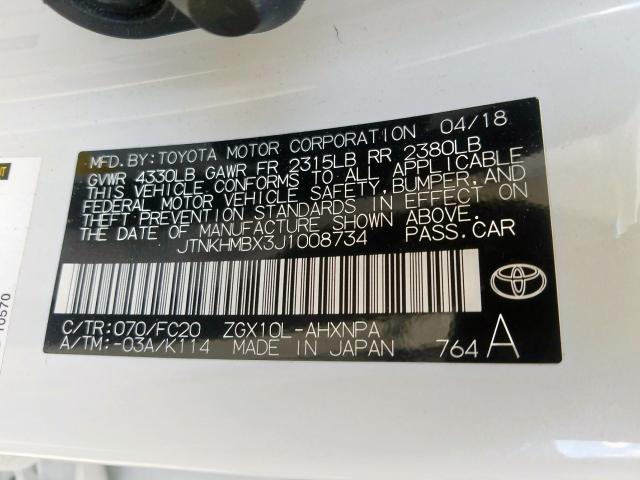 MFD. BY: TOYOTA MOTOR CORPORATION 04/18
GVWR 4330LB GAWR FR 2315LB RR 2380LB
THIS VEHICLE CONFORMS TO ALL APPLICABLE
FEDERAL MOTOR VEHICLE SAFETY, BUMPER, AND
THEFT PREVENTION STANDARDS IN EFFECT ON
THE DATE OF MANUFACTURE SHOWN ABOVE.
JTNKHMBX3J1008734 PASS. CAR
C/TR: 070/FC20 ZGX10L-AHXNPA
A/TM: -03A/K114 MADE IN JAPAN 764 A
10570